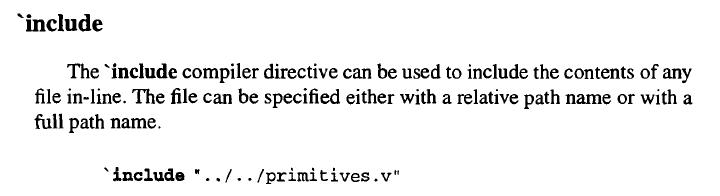 `include
The `include compiler directive can be used to include the contents of any
file in-line. The file can be specified either with a relative path name or with a
full path name.
`include "../../primitives.v"